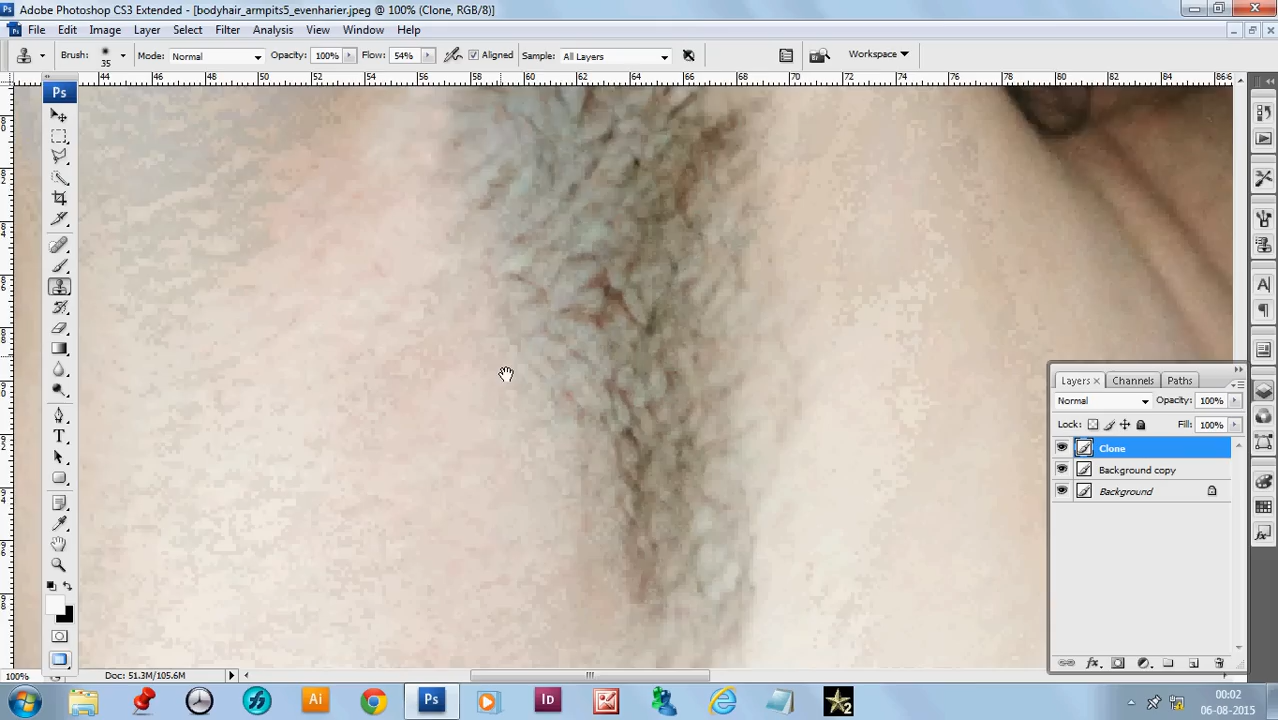 Adobe Photoshop CS3 Extended - [bodyhair_armpits5_evenharier.jpeg @ 100% (Clone, RGB/8)]
File Edit Image Layer Select Filter Analysis View Window Help
Brush: 35 Mode: Normal Opacity: 100% Flow: 54% Aligned Sample: All Layers Workspace
44 46 48 50 52 54 56 58 60 62 64 66 68 70 72 74 76 78 80 82 84
Ps
Layers Channels Paths
Normal Opacity: 100%
Lock: Fill: 100%
Clone
Background copy
Background
100% Doc: 51.3M/105.6M
Ai Ps Id 2
00:02
06-08-2015